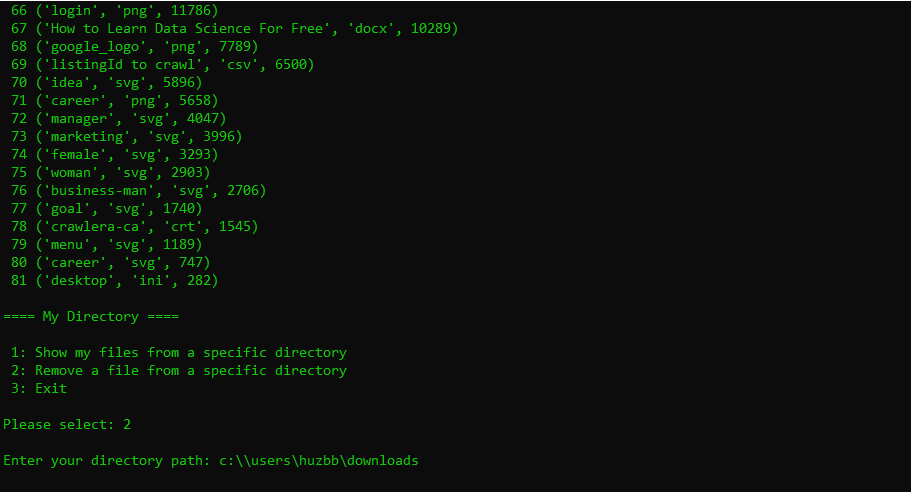 66 ('login', 'png', 11786)
67 ('How to Learn Data Science For Free', 'docx', 10289)
68 ('google_logo', 'png', 7789)
69 ('listingId to crawl', 'csv', 6500)
70 ('idea', 'svg', 5896)
71 ('career', 'png', 5658)
72 ('manager', 'svg', 4047)
73 ('marketing', 'svg', 3996)
74 ('female', 'svg', 3293)
75 ('woman', 'svg', 2903)
76 ('business-man', 'svg', 2706)
77 ('goal', 'svg', 1740)
78 ('crawlera-ca', 'crt', 1545)
79 ('menu', 'svg', 1189)
80 ('career', 'svg', 747)
81 ('desktop', 'ini', 282)
==== My Directory ====
1: Show my files from a specific directory
2: Remove a file from a specific directory
3: Exit
Please select: 2
Enter your directory path: c:\\users\huzbb\downloads